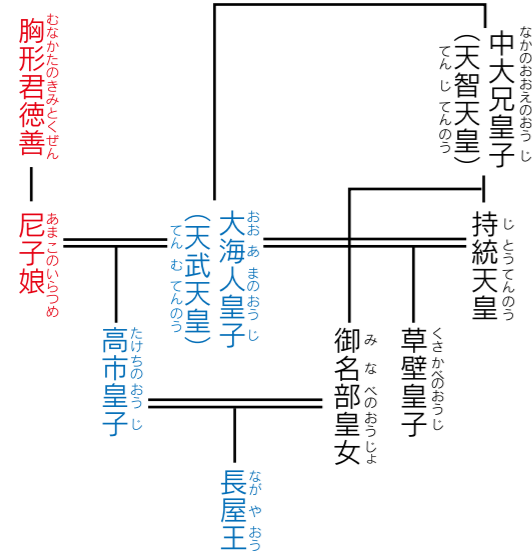 中大兄皇子
なかのおおえのおうじ
（天智天皇）
てんじてんのう
胸形君徳善
むなかたのきみとくぜん
持統天皇
じとうてんのう
大海人皇子
おおあまのおうじ
（天武天皇）
てんむてんのう
尼子娘
あまこのいらつめ
草壁皇子
くさかべのおうじ
御名部皇女
みなべのおうじょ
高市皇子
たけちのおうじ
長屋王
ながやおう